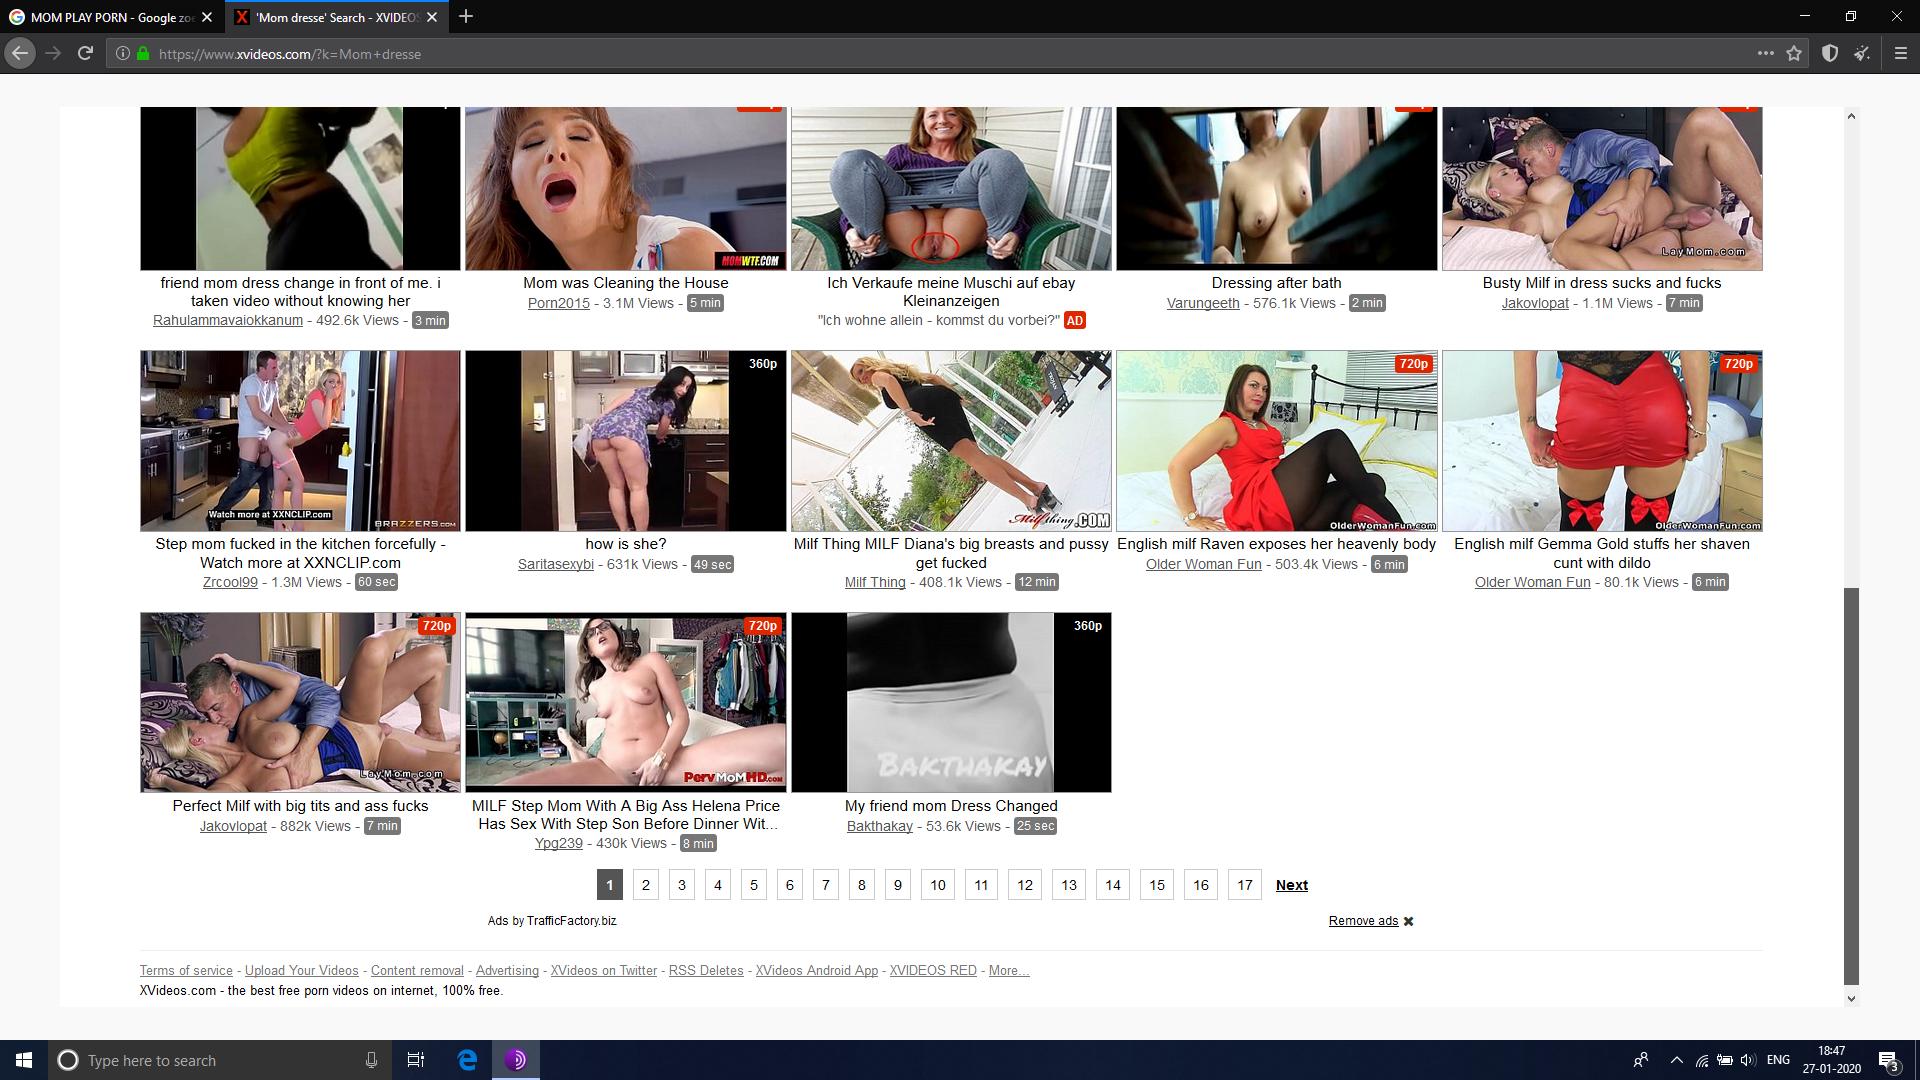 MOM PLAY PORN - Google zoe
'Mom dresse' Search - XVIDEOS
https://www.xvideos.com/?k=Mom+dresse
MOMWTF.COM
LayMom.com
friend mom dress change in front of me. i
taken video without knowing her
Rahulammavaiokkanum - 492.6k Views - 3 min
Mom was Cleaning the House
Porn2015 - 3.1M Views - 5 min
Ich Verkaufe meine Muschi auf ebay
Kleinanzeigen
"Ich wohne allein - kommst du vorbei?" AD
Dressing after bath
Varungeeth - 576.1k Views - 2 min
Busty Milf in dress sucks and fucks
Jakovlopat - 1.1M Views - 7 min
Watch more at XXNCLIP.com
BRAZZERS.COM
360p
Milfthing.COM
720p
OlderWomanFun.com
720p
OlderWomanFun.com
Step mom fucked in the kitchen forcefully -
Watch more at XXNCLIP.com
Zrcool99 - 1.3M Views - 60 sec
how is she?
Saritasexybi - 631k Views - 49 sec
Milf Thing MILF Diana's big breasts and pussy
get fucked
Milf Thing - 408.1k Views - 12 min
English milf Raven exposes her heavenly body
Older Woman Fun - 503.4k Views - 6 min
English milf Gemma Gold stuffs her shaven
cunt with dildo
Older Woman Fun - 80.1k Views - 6 min
720p
LayMom.com
720p
PervMomHD.com
360p
BAKTHAKAY
Perfect Milf with big tits and ass fucks
Jakovlopat - 882k Views - 7 min
MILF Step Mom With A Big Ass Helena Price
Has Sex With Step Son Before Dinner Wit...
Ypg239 - 430k Views - 8 min
My friend mom Dress Changed
Bakthakay - 53.6k Views - 25 sec
1 2 3 4 5 6 7 8 9 10 11 12 13 14 15 16 17 Next
Ads by TrafficFactory.biz
Remove ads ✖
Terms of service - Upload Your Videos - Content removal - Advertising - XVideos on Twitter - RSS Deletes - XVideos Android App - XVIDEOS RED - More...
XVideos.com - the best free porn videos on internet, 100% free.
Type here to search
ENG
18:47
27-01-2020
3